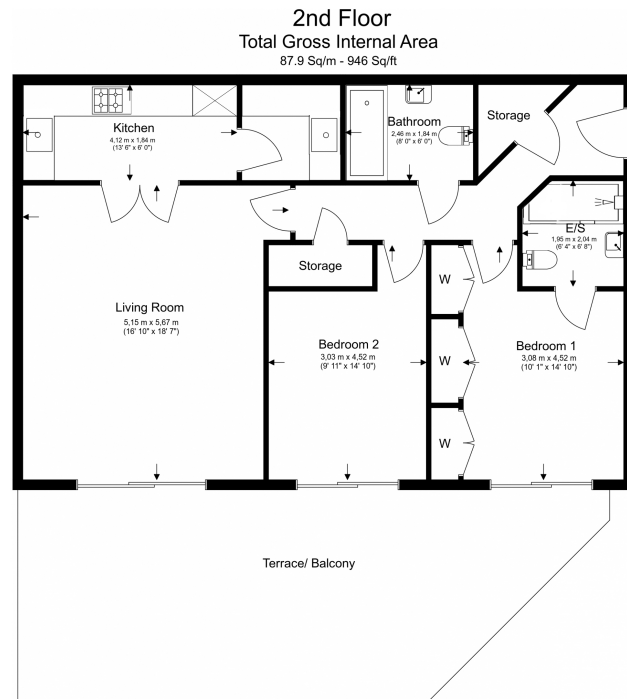 2nd Floor
Total Gross Internal Area
87.9 Sq/m - 946 Sq/ft
Kitchen
4,12 m x 1,84 m
(13' 6" x 6' 0")
Bathroom
2,46 m x 1,84 m
(8' 0" x 6' 0")
Storage
E/S
1,95 m x 2,04 m
(6' 4" x 6' 8")
Storage
Living Room
5,15 m x 5,67 m
(16' 10" x 18' 7")
Bedroom 2
3,03 m x 4,52 m
(9' 11" x 14' 10")
W
W
W
Bedroom 1
3,08 m x 4,52 m
(10' 1" x 14' 10")
Terrace/ Balcony